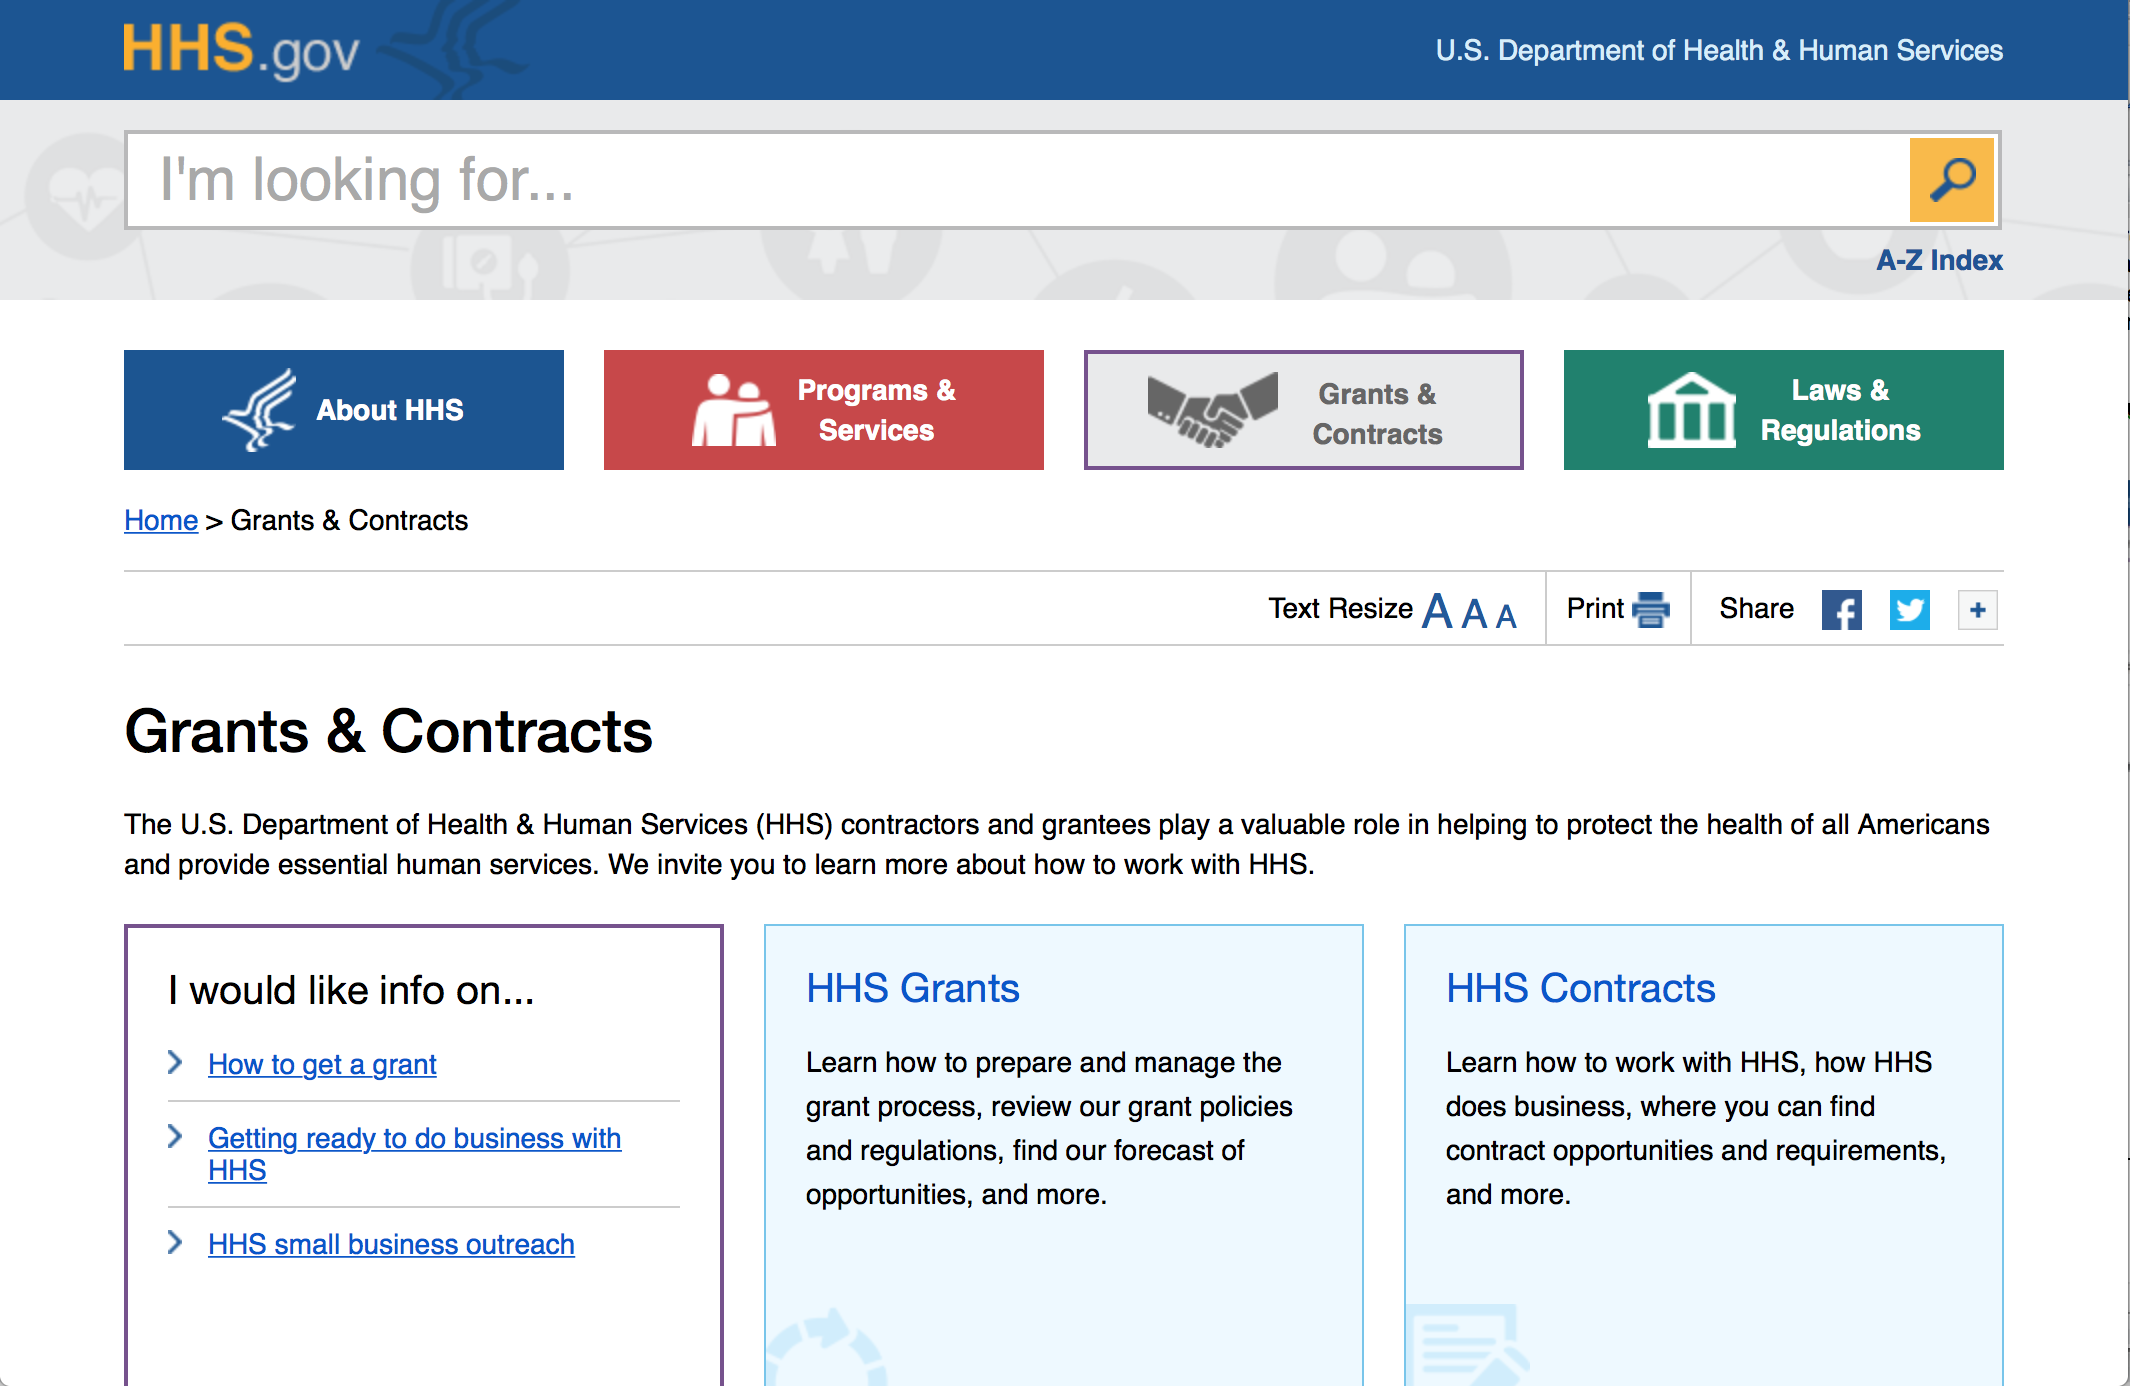 HHS.gov
U.S. Department of Health & Human Services
I'm looking for...
A-Z Index
About HHS
Programs &
Services
Grants &
Contracts
Laws &
Regulations
Home > Grants & Contracts
Text Resize A A A
Print
Share
Grants & Contracts
The U.S. Department of Health & Human Services (HHS) contractors and grantees play a valuable role in helping to protect the health of all Americans
and provide essential human services. We invite you to learn more about how to work with HHS.
I would like info on...
How to get a grant
Getting ready to do business with
HHS
HHS small business outreach
HHS Grants
Learn how to prepare and manage the
grant process, review our grant policies
and regulations, find our forecast of
opportunities, and more.
HHS Contracts
Learn how to work with HHS, how HHS
does business, where you can find
contract opportunities and requirements,
and more.